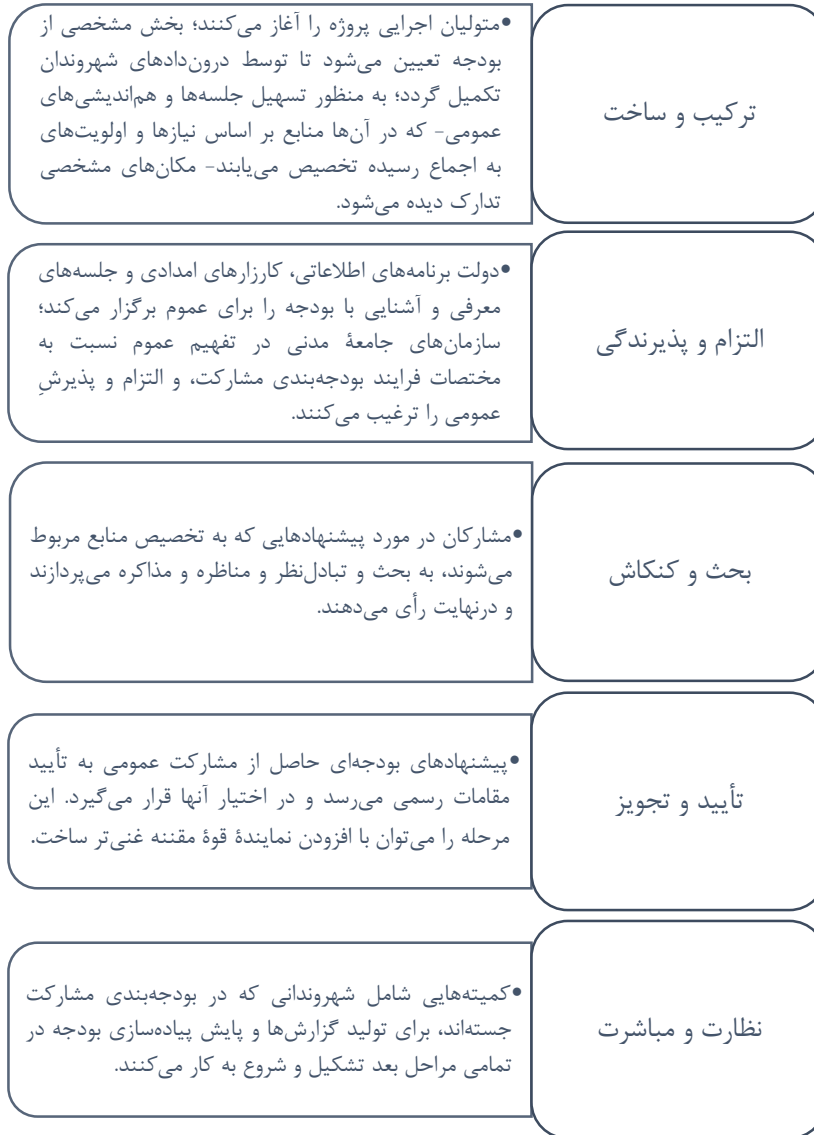 ترکیب و ساخت
•متولیان اجرایی پروژه را آغاز می‌کنند؛ بخش مشخصی از
بودجه تعیین می‌شود تا توسط درون‌دادهای شهروندان
تکمیل گردد؛ به منظور تسهیل جلسه‌ها و هم‌اندیشی‌های
عمومی- که در آن‌ها منابع بر اساس نیازها و اولویت‌های
به اجماع رسیده تخصیص می‌یابند- مکان‌های مشخصی
تدارک دیده می‌شود.
التزام و پذیرندگی
•دولت برنامه‌های اطلاعاتی، کارزارهای امدادی و جلسه‌های
معرفی و آشنایی با بودجه را برای عموم برگزار می‌کند؛
سازمان‌های جامعهٔ مدنی در تفهیم عموم نسبت به
مختصات فرایند بودجه‌بندی مشارکت، و التزام و پذیرشِ
عمومی را ترغیب می‌کنند.
بحث و کنکاش
•مشارکان در مورد پیشنهادهایی که به تخصیص منابع مربوط
می‌شوند، به بحث و تبادل‌نظر و مناظره و مذاکره می‌پردازند
و درنهایت رأی می‌دهند.
تأیید و تجویز
•پیشنهادهای بودجه‌ای حاصل از مشارکت عمومی به تأیید
مقامات رسمی می‌رسد و در اختیار آنها قرار می‌گیرد. این
مرحله را می‌توان با افزودن نمایندهٔ قوهٔ مقننه غنی‌تر ساخت.
نظارت و مباشرت
•کمیته‌هایی شامل شهروندانی که در بودجه‌بندی مشارکت
جسته‌اند، برای تولید گزارش‌ها و پایش پیاده‌سازی بودجه در
تمامی مراحل بعد تشکیل و شروع به کار می‌کنند.